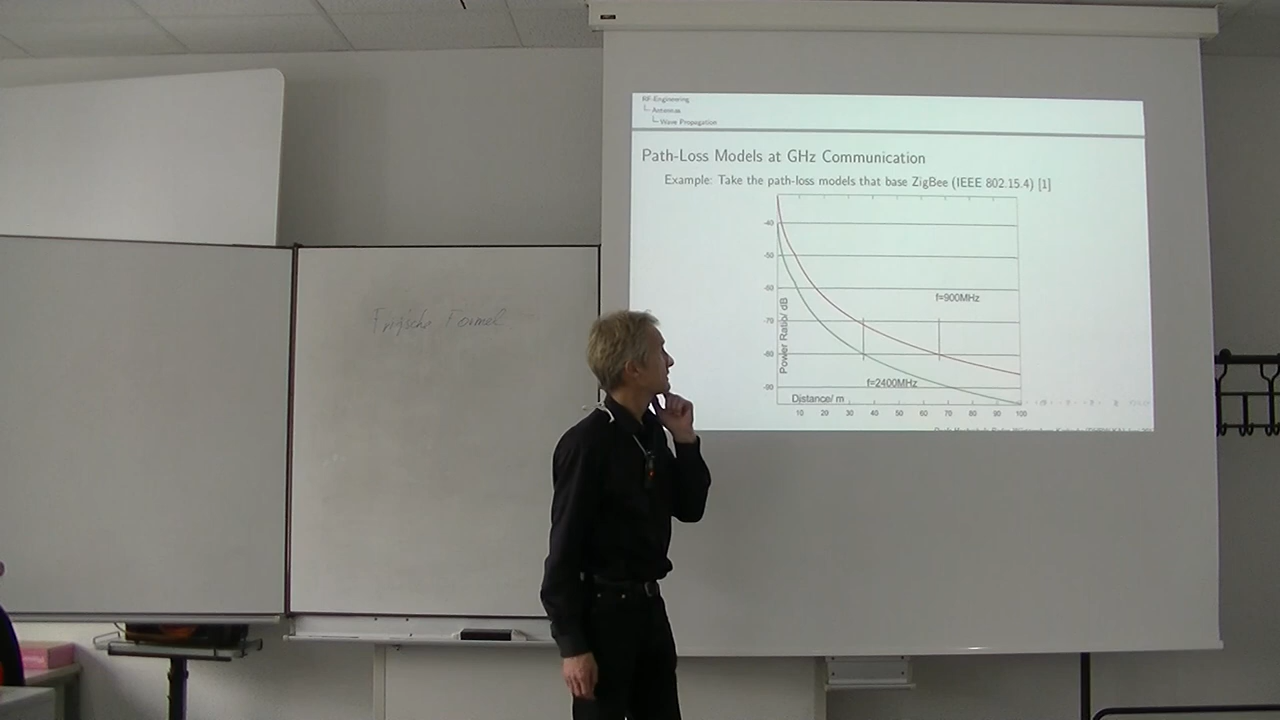 RF-Engineering
Antennas
Wave Propagation
Path-Loss Models at GHz Communication
Example: Take the path-loss models that base ZigBee (IEEE 802.15.4) [1]
-40
-50
-60
-70
-80
-90
Power Ratio/ dB
f=900MHz
f=2400MHz
Distance/ m
10 20 30 40 50 60 70 80 90 100
Formel